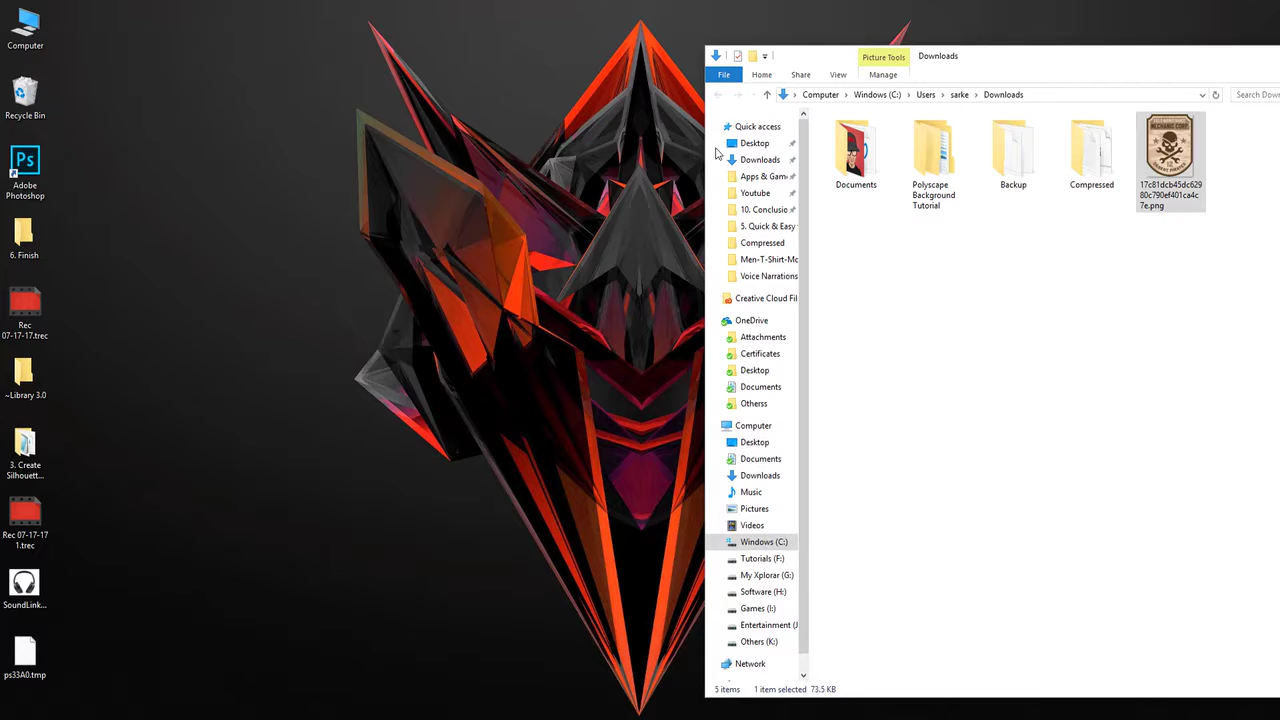 Computer
Recycle Bin
Ps
Adobe
Photoshop
6. Finish
Rec
07-17-17.trec
~Library 3.0
3. Create
Silhouett...
Rec 07-17-17
1.trec
SoundLink...
ps33A0.tmp
Picture Tools
Downloads
File
Home
Share
View
Manage
Computer
Windows (C:)
Users
sarke
Downloads
Search Dow
Quick access
Desktop
Downloads
Apps & Gam
Youtube
10. Conclusio
5. Quick & Easy
Compressed
Men-T-Shirt-Mc
Voice Narrations
Creative Cloud Fil
OneDrive
Attachments
Certificates
Desktop
Documents
Otherss
Computer
Desktop
Documents
Downloads
Music
Pictures
Videos
Windows (C:)
Tutorials (F:)
My Xplorar (G:)
Software (H:)
Games (I:)
Entertainment (J
Others (K:)
Network
Documents
Polyscape
Background
Tutorial
Backup
Compressed
MECHANIC CORP
17c81dcb45dc629
80c790ef401ca4c
7e.png
5 items
1 item selected
73.5 KB